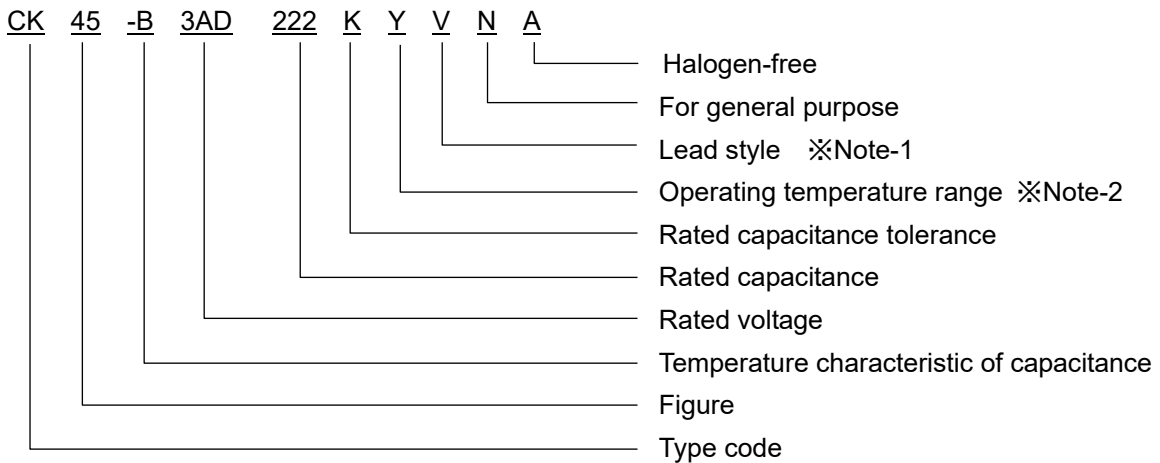 CK 45 -B 3AD 222 K Y V N A
Halogen-free
For general purpose
Lead style ※Note-1
Operating temperature range ※Note-2
Rated capacitance tolerance
Rated capacitance
Rated voltage
Temperature characteristic of capacitance
Figure
Type code